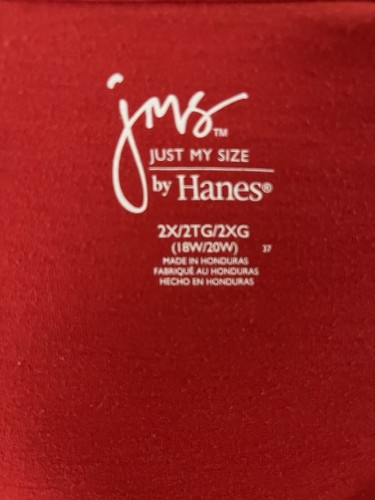 jms™
JUST MY SIZE
by Hanes®
2X/2TG/2XG
(18W/20W) 37
MADE IN HONDURAS
FABRIQUÉ AU HONDURAS
HECHO EN HONDURAS